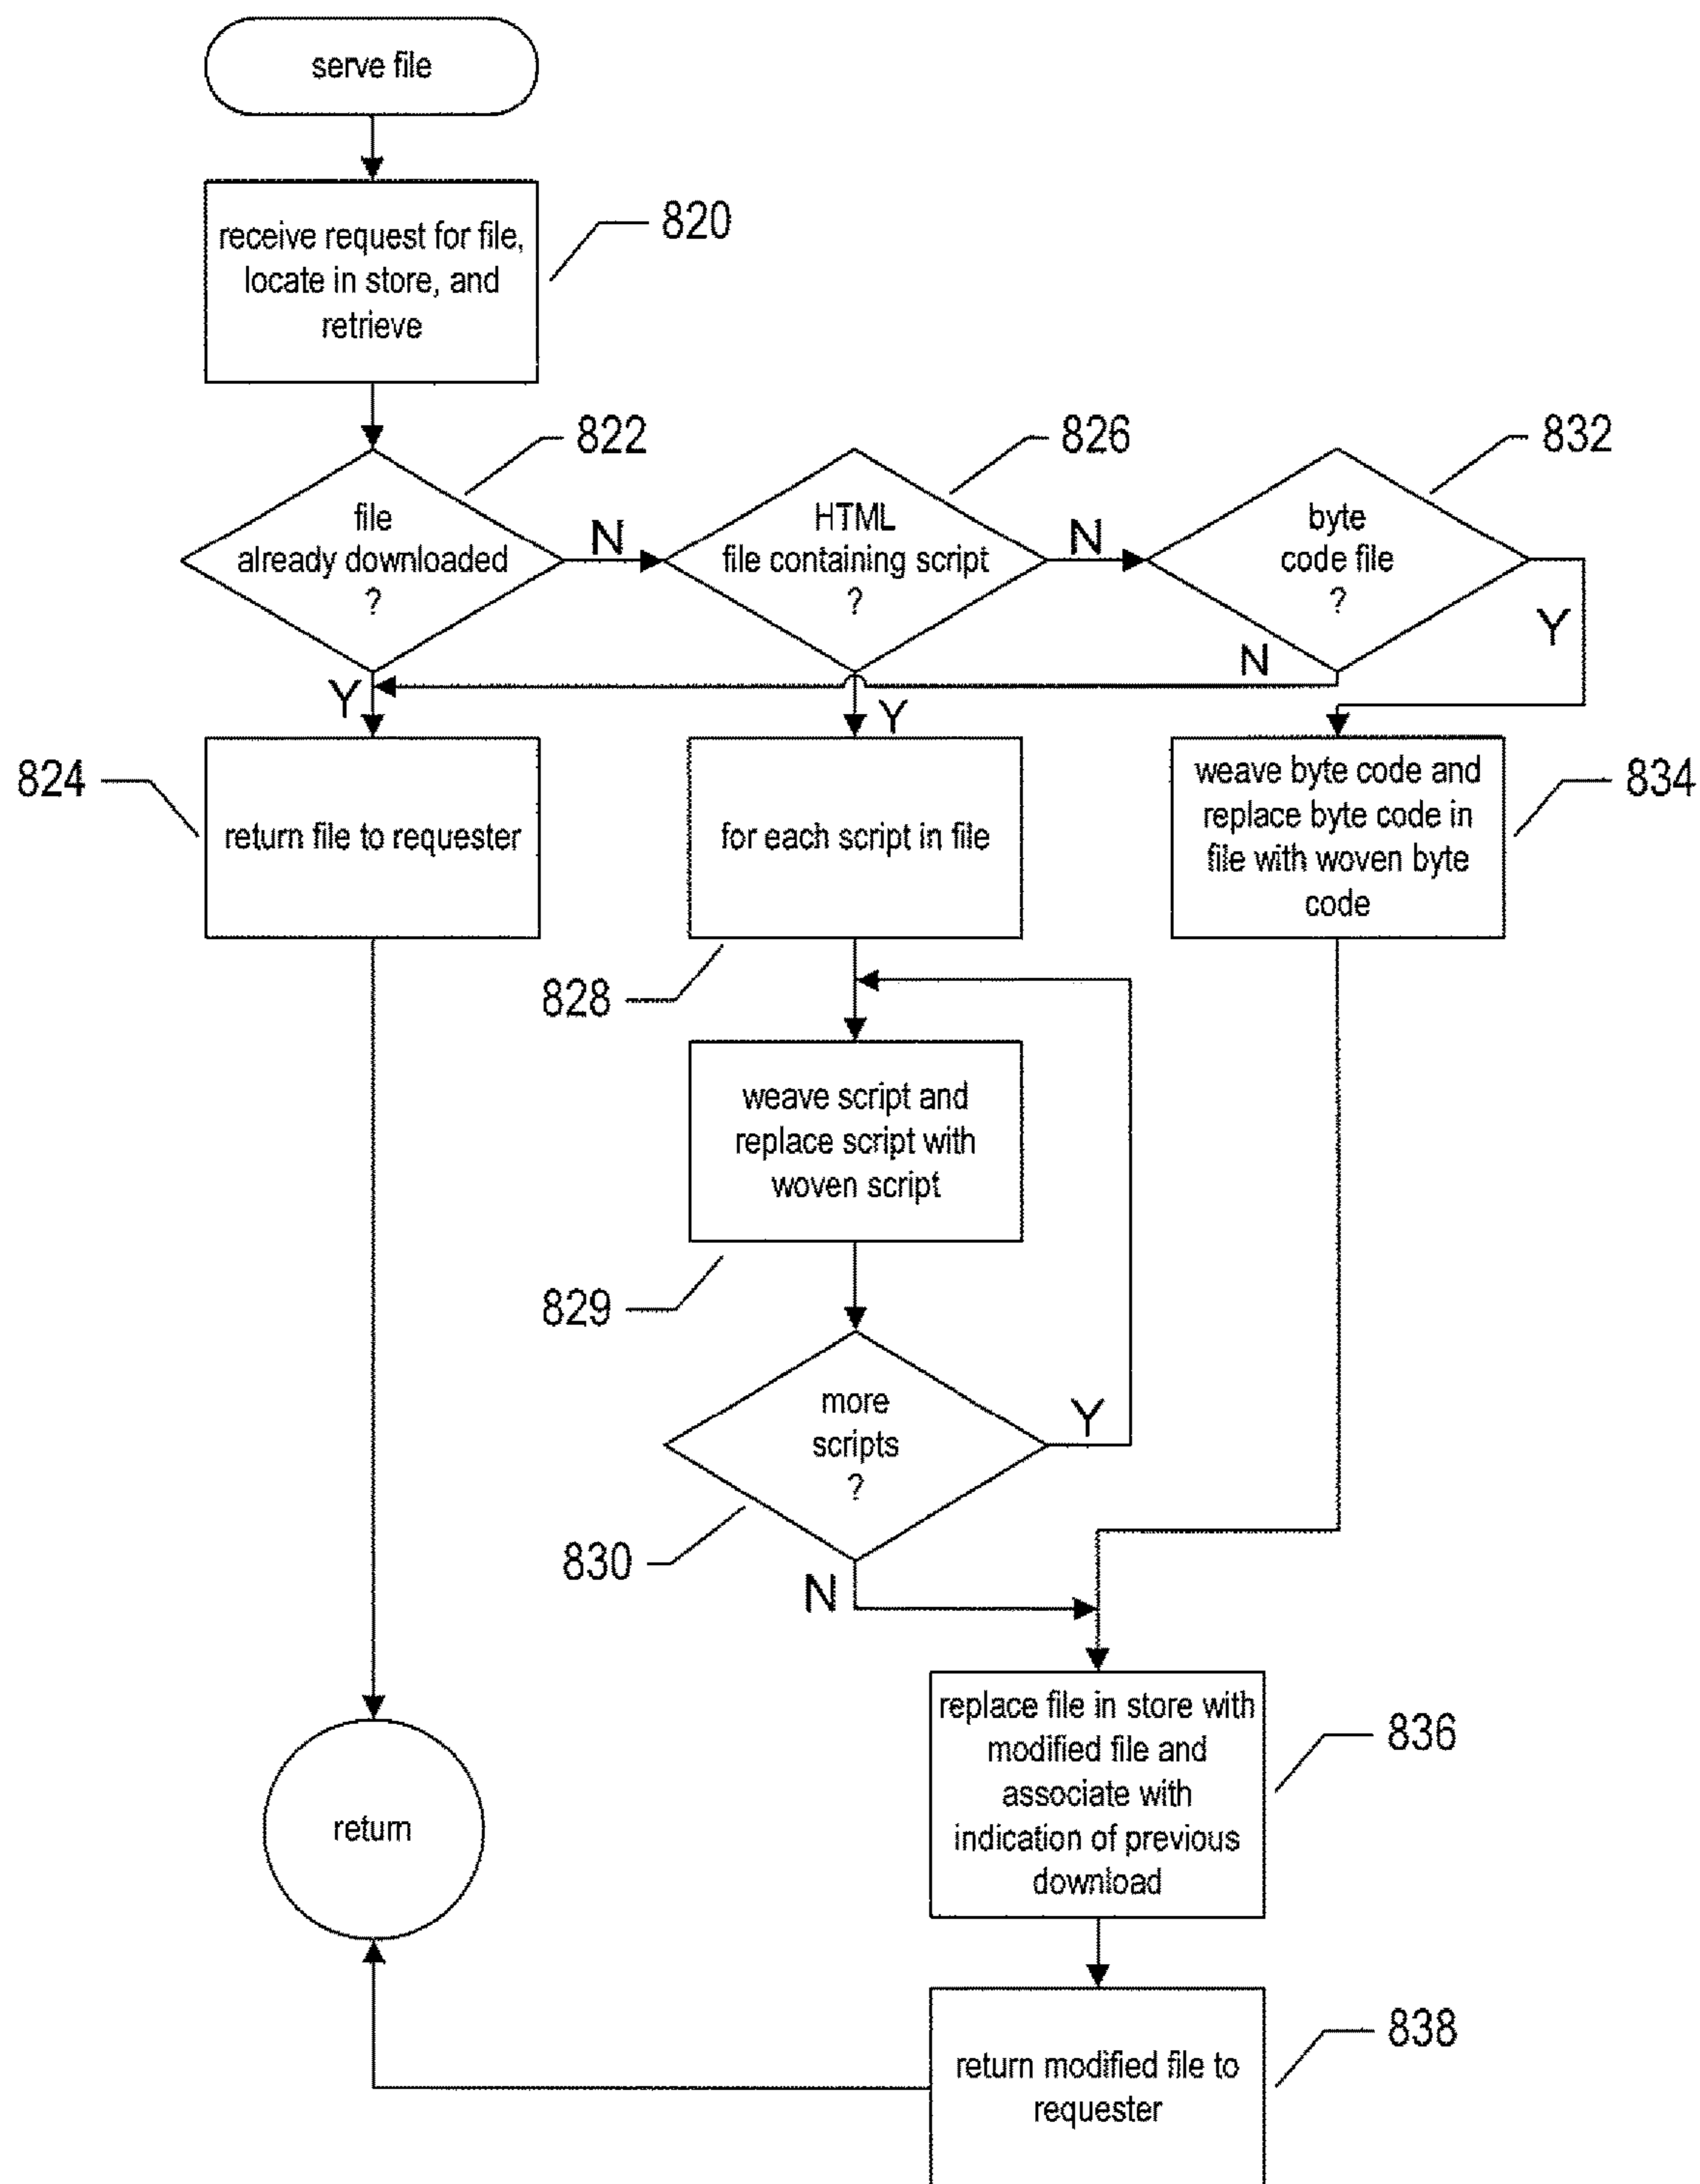 serve file
receive request for file,
locate in store, and
retrieve
820
822
826
832
file
already downloaded
?
N
HTML
file containing script
?
N
byte
code file
?
Y
N
Y
Y
824
return file to requester
for each script in file
weave byte code and
replace byte code in
file with woven byte
code
834
828
weave script and
replace script with
woven script
829
more
scripts
?
Y
830
N
replace file in store with
modified file and
associate with
indication of previous
download
836
return
return modified file to
requester
838